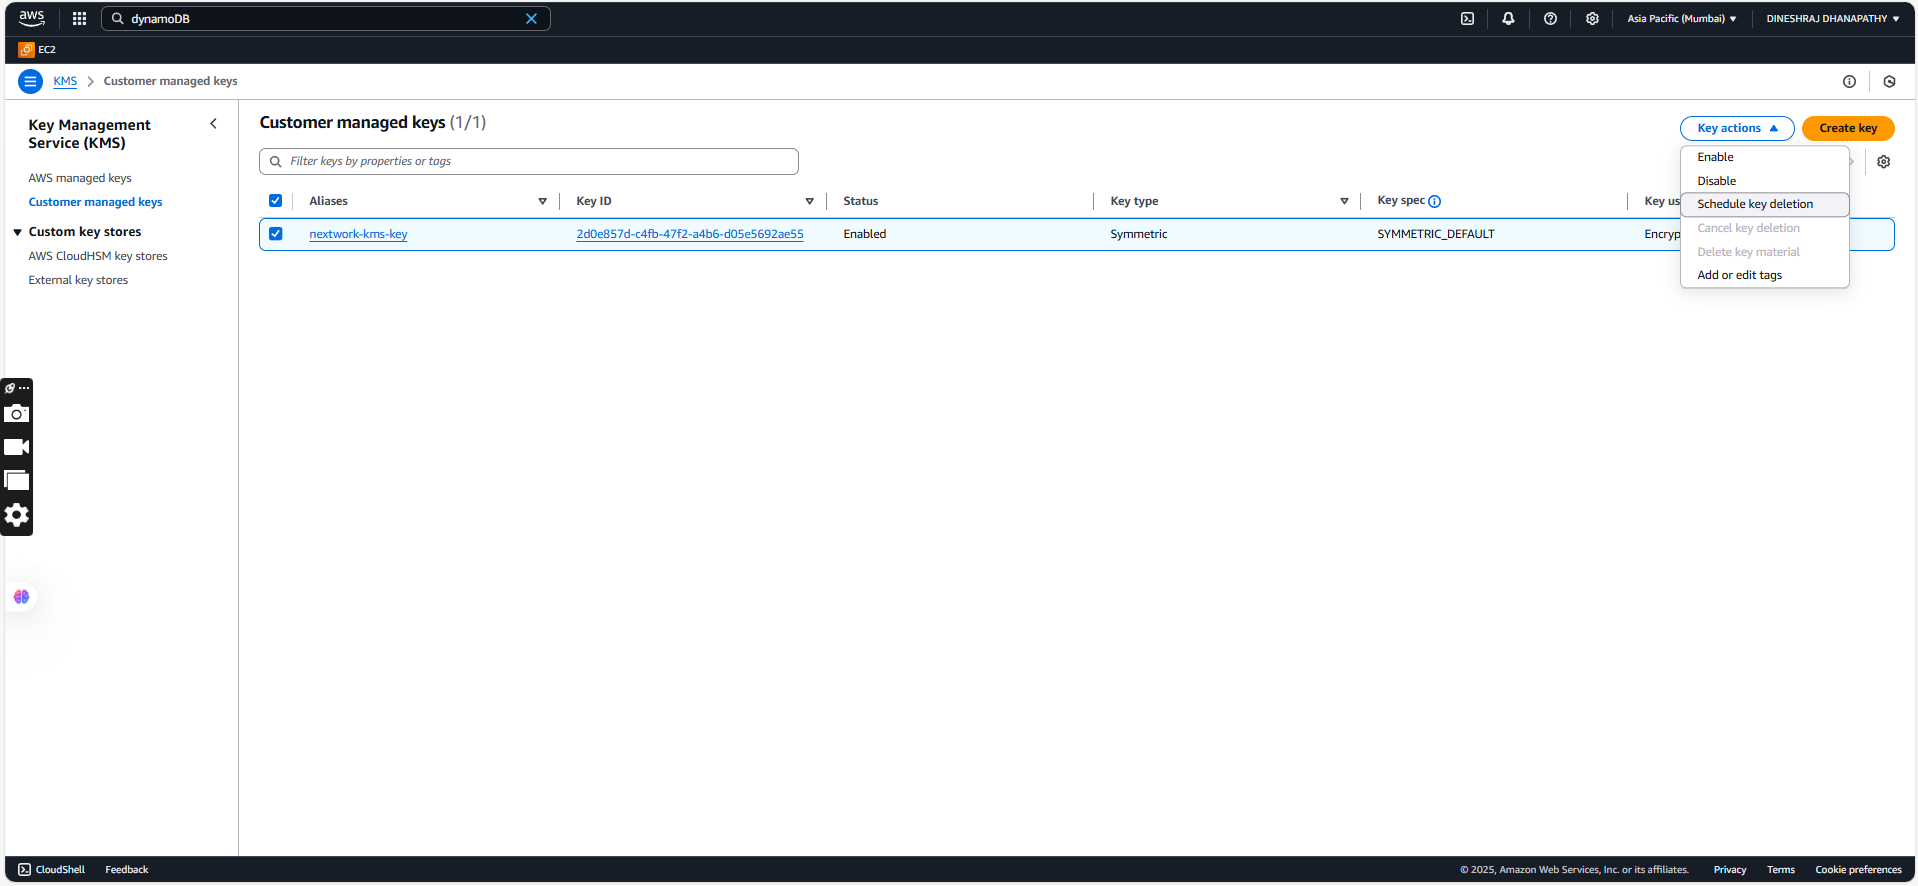 aws
dynamoDB
Asia Pacific (Mumbai)
DINESHRAJ DHANAPATHY
EC2
KMS
Customer managed keys
Key Management
Service (KMS)
AWS managed keys
Customer managed keys
Custom key stores
AWS CloudHSM key stores
External key stores
Customer managed keys (1/1)
Key actions
Create key
Filter keys by properties or tags
Enable
Disable
Schedule key deletion
Cancel key deletion
Delete key material
Add or edit tags
Aliases
Key ID
Status
Key type
Key spec
Key us
nextwork-kms-key
2d0e857d-c4fb-47f2-a4b6-d05e5692ae55
Enabled
Symmetric
SYMMETRIC_DEFAULT
Encryp
CloudShell
Feedback
© 2025, Amazon Web Services, Inc. or its affiliates.
Privacy
Terms
Cookie preferences